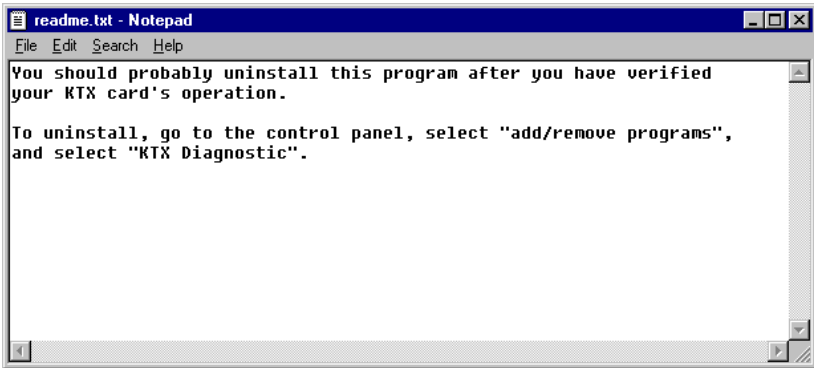 readme.txt - Notepad
File Edit Search Help
You should probably uninstall this program after you have verified
your KTX card's operation.
To uninstall, go to the control panel, select "add/remove programs",
and select "KTX Diagnostic".